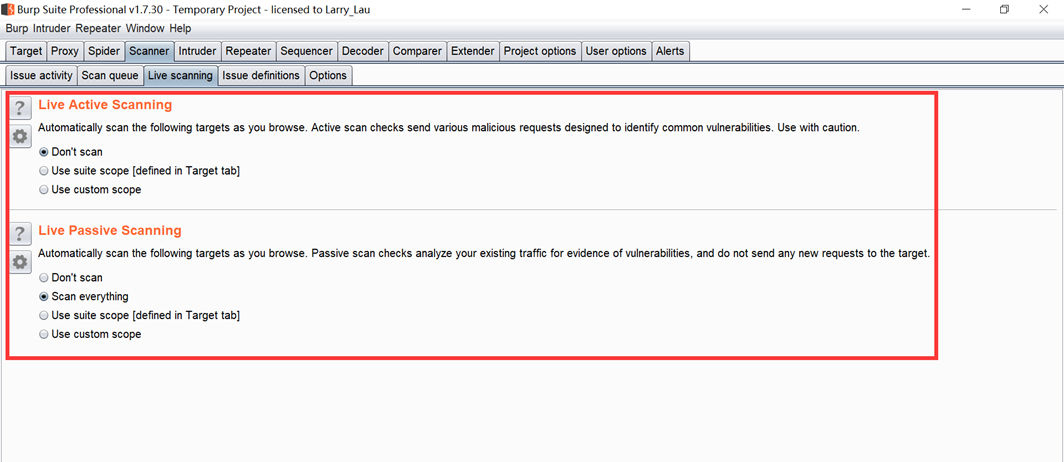 Burp Suite Professional v1.7.30 - Temporary Project - licensed to Larry_Lau
Burp Intruder Repeater Window Help
Target Proxy Spider Scanner Intruder Repeater Sequencer Decoder Comparer Extender Project options User options Alerts
Issue activity Scan queue Live scanning Issue definitions Options
? Live Active Scanning
Automatically scan the following targets as you browse. Active scan checks send various malicious requests designed to identify common vulnerabilities. Use with caution.
Don't scan
Use suite scope [defined in Target tab]
Use custom scope
? Live Passive Scanning
Automatically scan the following targets as you browse. Passive scan checks analyze your existing traffic for evidence of vulnerabilities, and do not send any new requests to the target.
Don't scan
Scan everything
Use suite scope [defined in Target tab]
Use custom scope